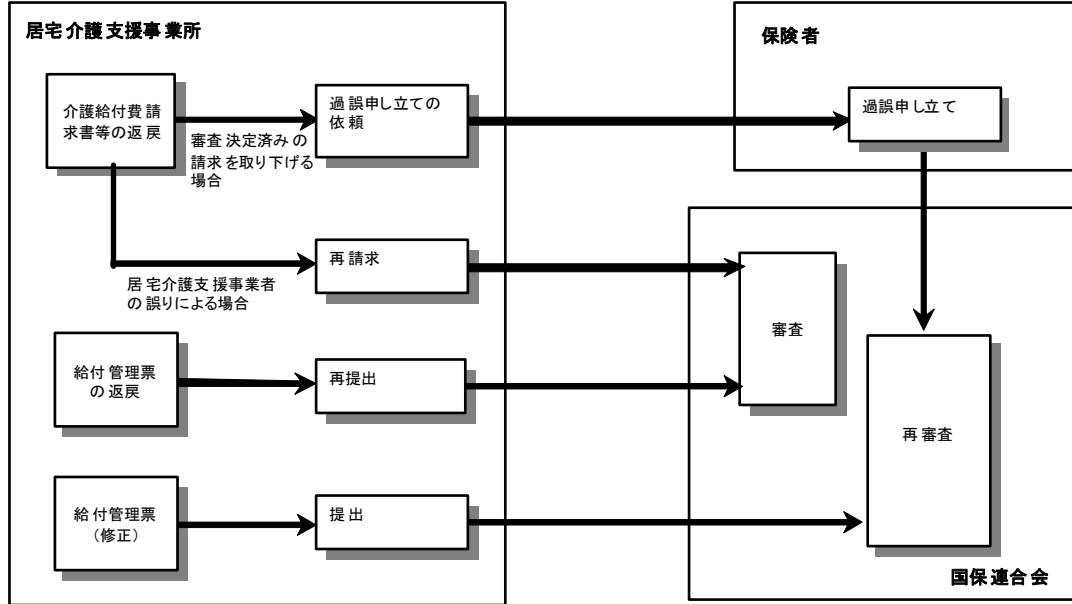 居宅介護支援事業所
保険者
介護給付費請
求書等の返戻
過誤申し立ての
依頼
過誤申し立て
審査決定済みの
請求を取り下げる
場合
再請求
居宅介護支援事業者
の誤りによる場合
審査
給付管理票
の返戻
再提出
再審査
給付管理票
(修正)
提出
国保連合会